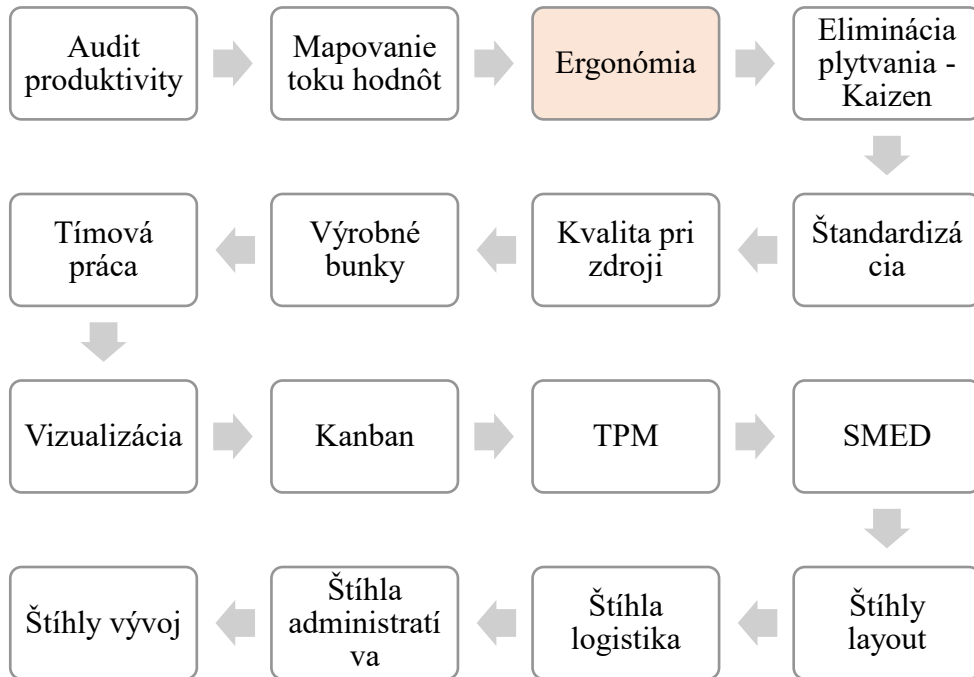 Audit
produktivity
Mapovanie
toku hodnôt
Ergonómia
Eliminácia
plytvania -
Kaizen
Štandardizá
cia
Kvalita pri
zdroji
Výrobné
bunky
Tímová
práca
Vizualizácia
Kanban
TPM
SMED
Štíhly
layout
Štíhla
logistika
Štíhla
administratí
va
Štíhly vývoj